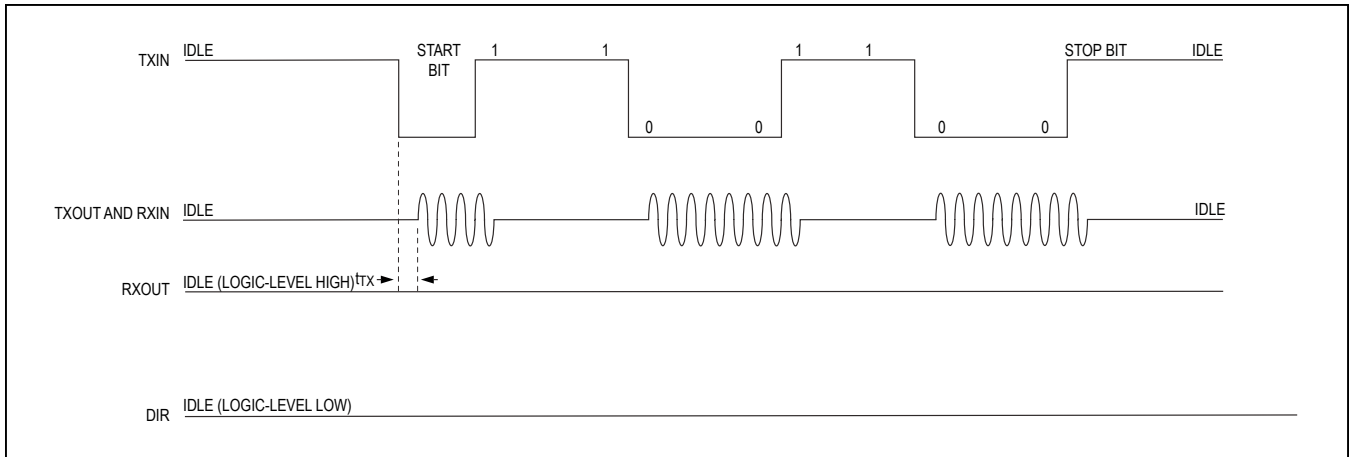 TXIN IDLE START BIT 1 1 1 1 STOP BIT IDLE
0 0 0 0
TXOUT AND RXIN IDLE IDLE
RXOUT IDLE (LOGIC-LEVEL HIGH) tTX
DIR IDLE (LOGIC-LEVEL LOW)